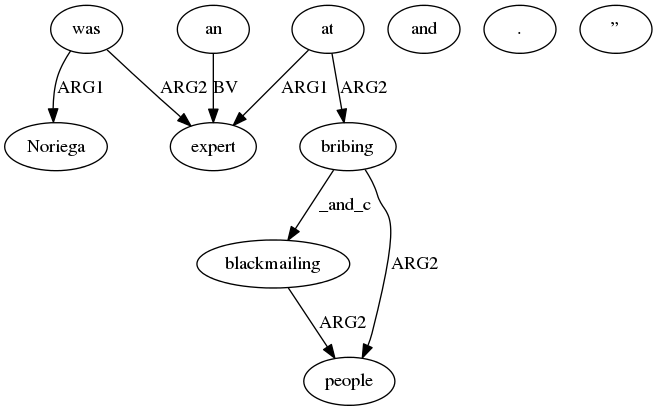 was an at and . ”
ARG1 ARG2 BV ARG1 ARG2
Noriega expert bribing
_and_c
blackmailing ARG2
ARG2
people